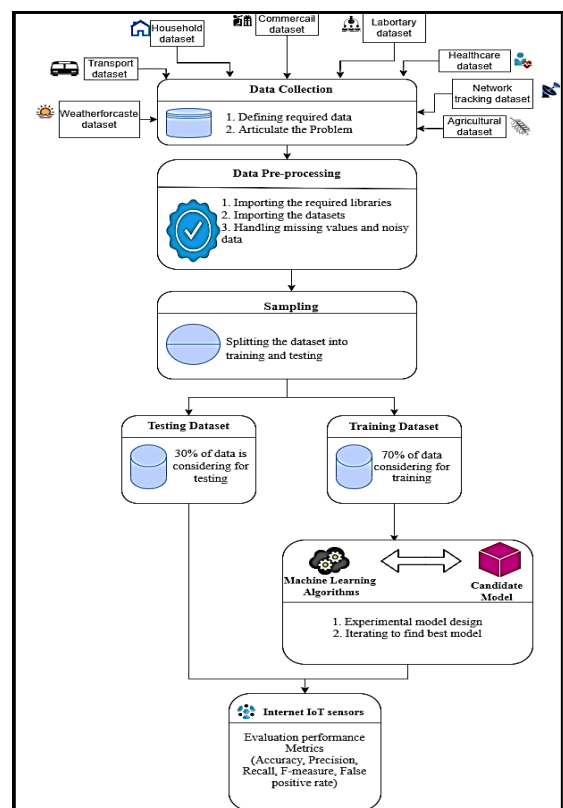 Household
dataset
Commercail
dataset
Labortary
dataset
Transport
dataset
Healthcare
dataset
Weatherforcaste
dataset
Network
tracking dataset
Agricultural
dataset
Data Collection
1. Defining required data
2. Articulate the Problem
Data Pre-processing
1. Importing the required libraries
2. Importing the datasets
3. Handling missing values and noisy
data
Sampling
Splitting the dataset into
training and testing
Testing Dataset
30% of data is
considering for
testing
Training Dataset
70% of data
considering for
training
Machine Learning
Algorithms
Candidate
Model
1. Experimental model design
2. Iterating to find best model
Internet IoT sensors
Evaluation performance
Metrics
(Accuracy, Precision,
Recall, F-measure, False
positive rate)